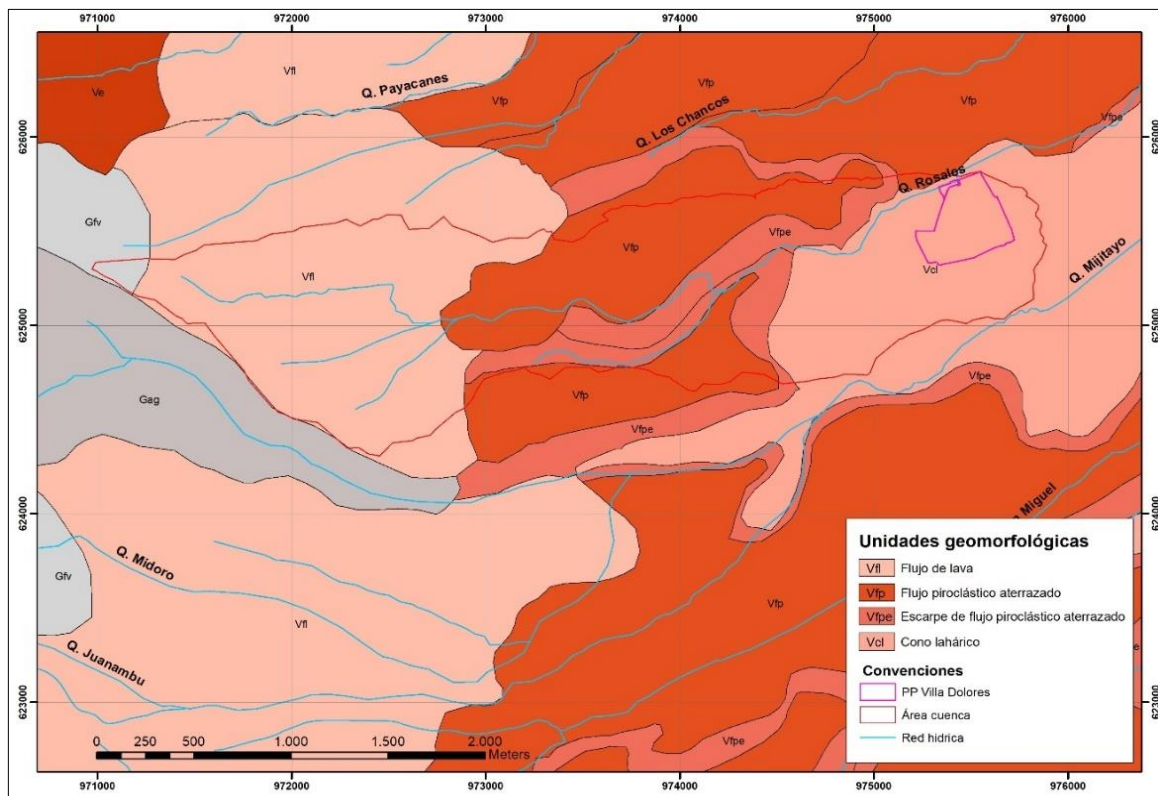 971000 972000 973000 974000 975000 976000
Vfl
Ve
Q. Payacanes
Vfp
Vfp
Vfp
Q. Los Chancos
Vfpe
626000
626000
Q. Rosales
Gfv
Vfpe
Vfp
Vfl
Vcl
Q. Mijitayo
625000
625000
Gag
Vfp
Vfpe
Vfpe
624000
624000
Miguel
Gfv
Q. Midoro
Vfl
Vfp
Q. Juanambu
623000
623000
Vfpe
Unidades geomorfológicas
Vfl Flujo de lava
Vfp Flujo piroclástico aterrazado
Vfpe Escarpe de flujo piroclástico aterrazado
Vcl Cono lahárico
Convenciones
PP Villa Dolores
Área cuenca
Red hidrica
0 250 500 1.000 1.500 2.000
Meters
971000 972000 973000 974000 975000 976000